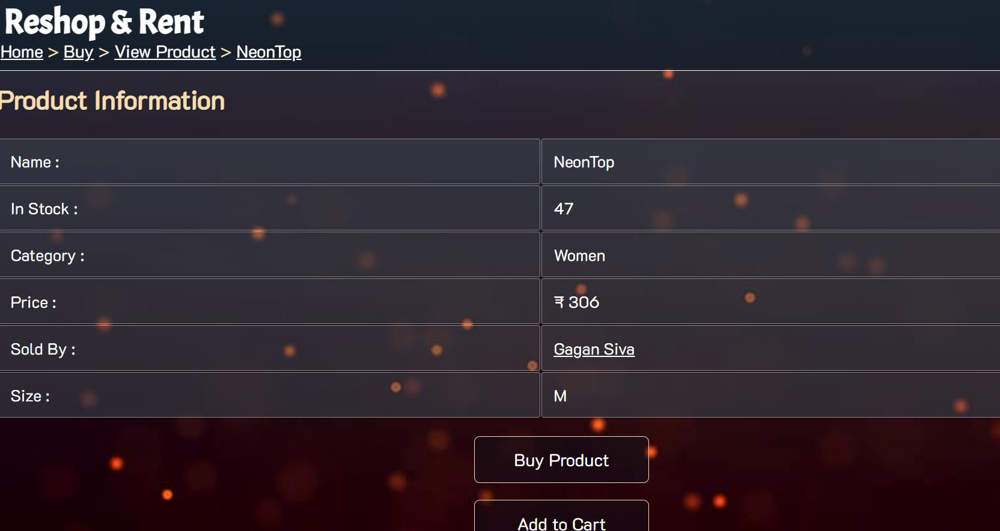 Reshop & Rent
Home > Buy > View Product > NeonTop
Product Information
Name : NeonTop
In Stock : 47
Category : Women
Price : ₹ 306
Sold By : Gagan Siva
Size : M
Buy Product
Add to Cart